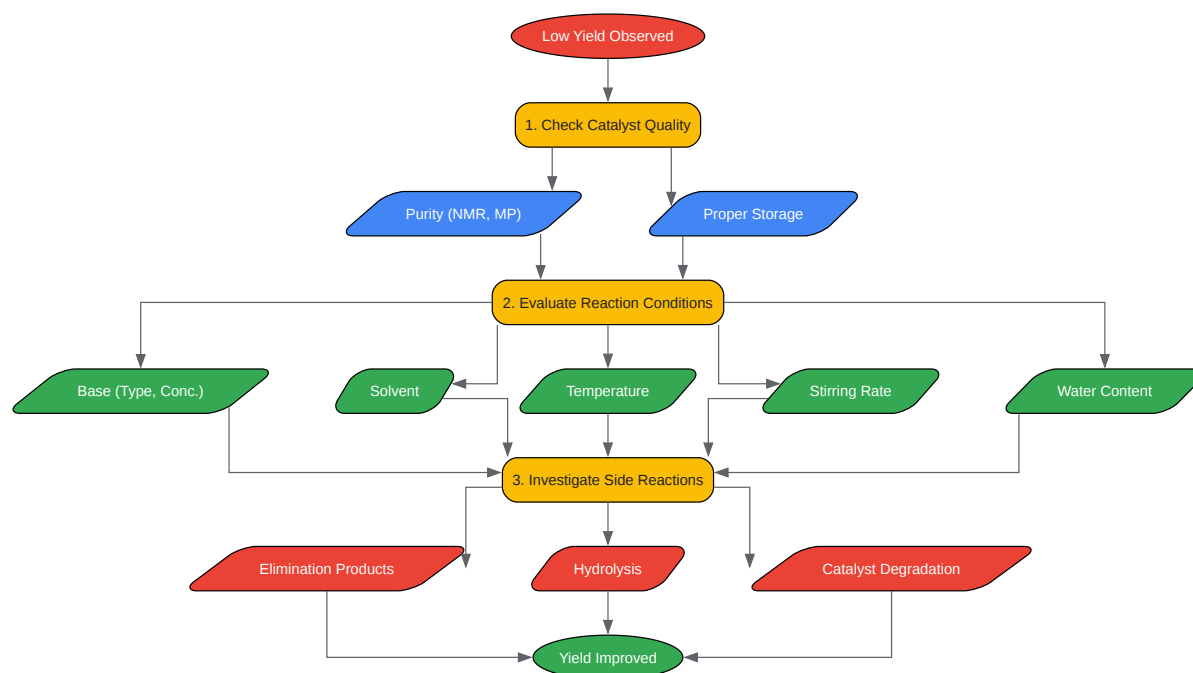 Low Yield Observed
1. Check Catalyst Quality
Purity (NMR, MP)
Proper Storage
2. Evaluate Reaction Conditions
Base (Type, Conc.)
Solvent
Temperature
Stirring Rate
Water Content
3. Investigate Side Reactions
Elimination Products
Hydrolysis
Catalyst Degradation
Yield Improved